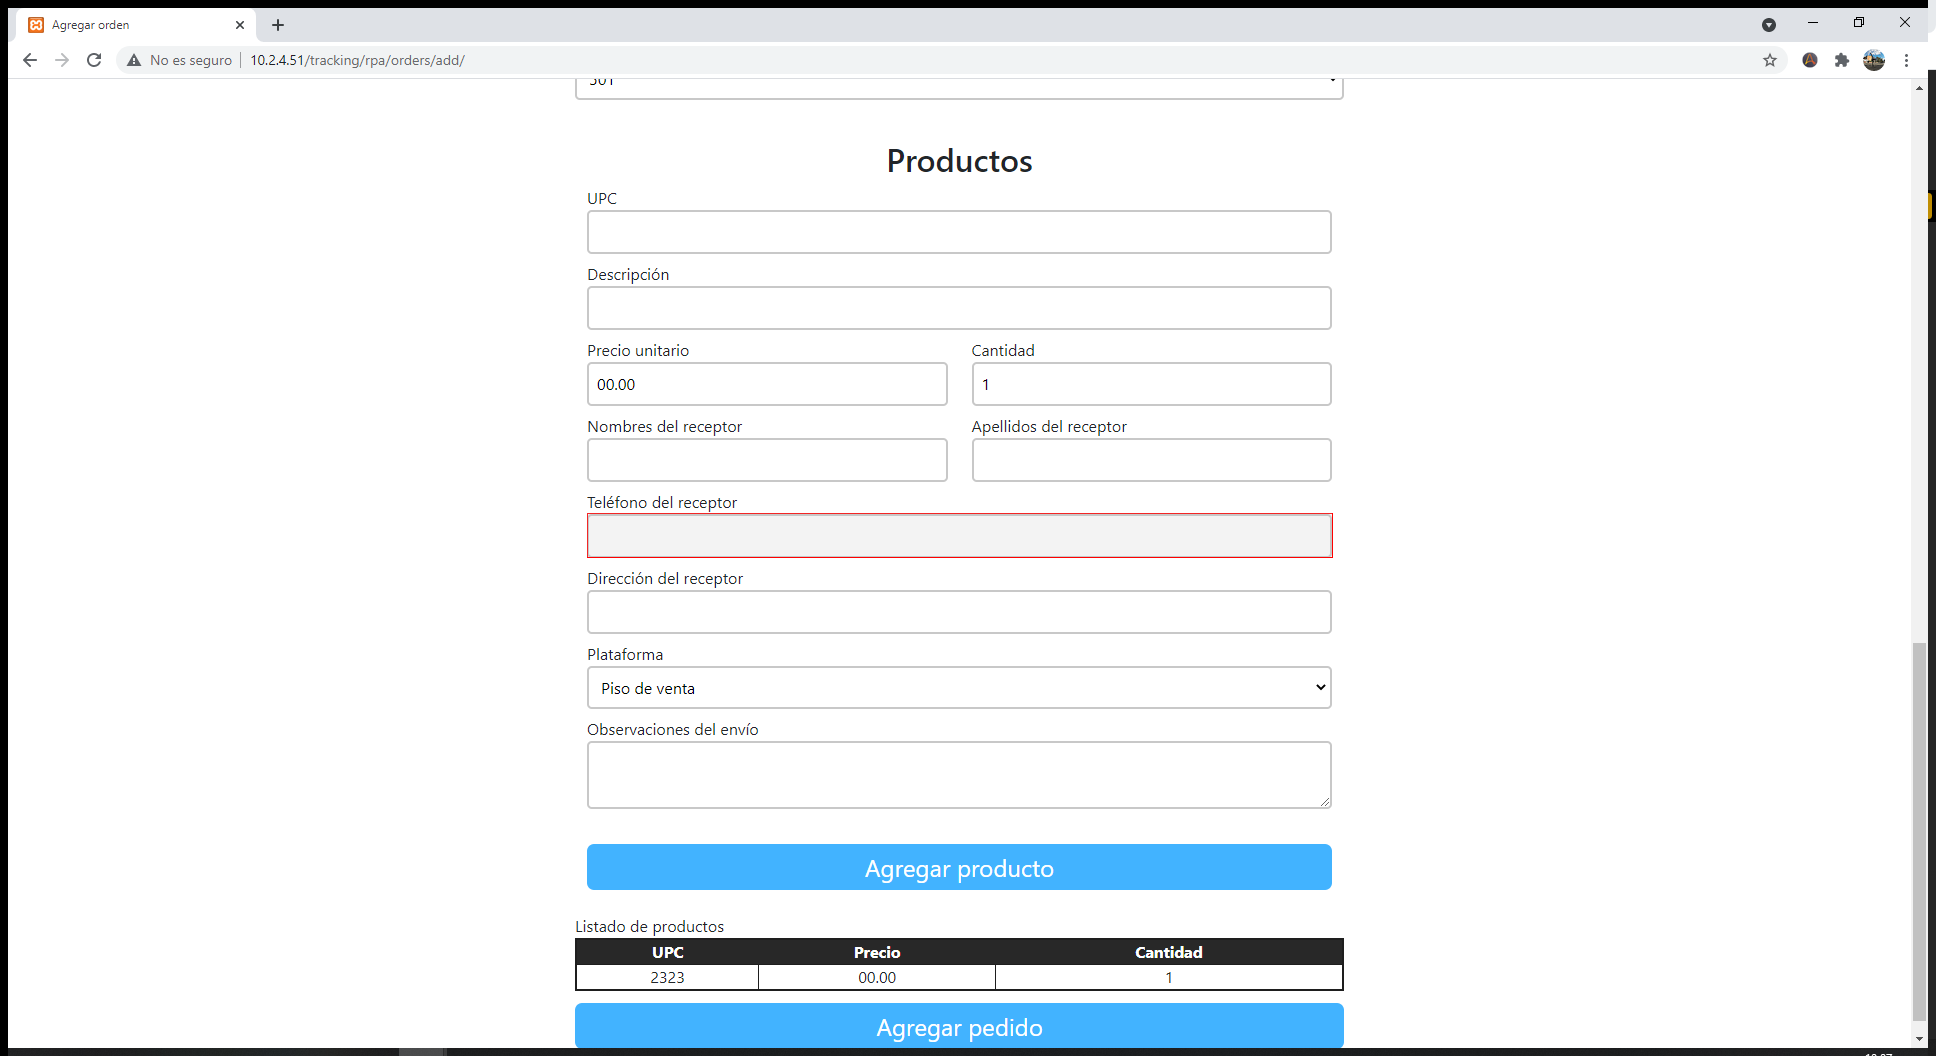 Agregar orden
No es seguro | 10.2.4.51/tracking/rpa/orders/add/
Productos
UPC
Descripción
Precio unitario Cantidad
00.00 1
Nombres del receptor Apellidos del receptor
Teléfono del receptor
Dirección del receptor
Plataforma
Piso de venta
Observaciones del envío
Agregar producto
Listado de productos
UPC Precio Cantidad
2323 00.00 1
Agregar pedido